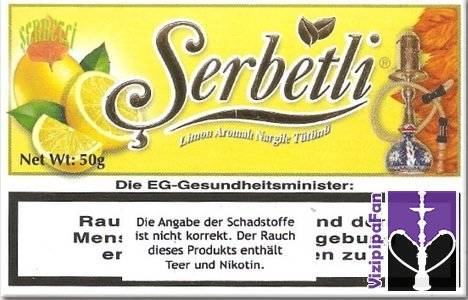 SERBETLI
Şerbetli®
Limon Aromalı Nargile Tütünü
Net Wt: 50g
Die EG-Gesundheitsminister:
Die Angabe der Schadstoffe
ist nicht korrekt. Der Rauch
dieses Produkts enthält
Teer und Nikotin.
VizipipaFan